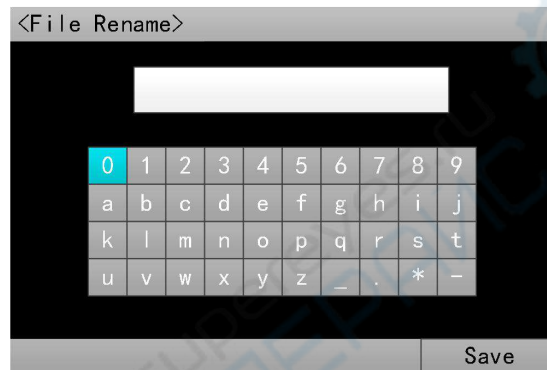 <File Rename>
0 1 2 3 4 5 6 7 8 9
a b c d e f g h i j
k l m n o p q r s t
u v w x y z _ . * -
Save